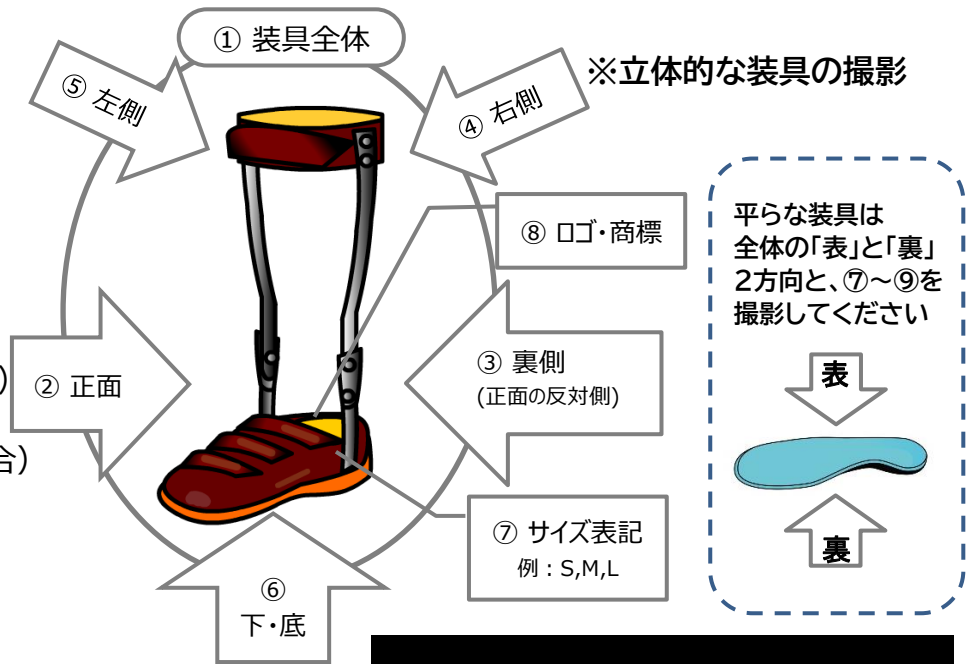 ① 装具全体
※立体的な装具の撮影
⑤ 左側
④ 右側
⑧ ロゴ・商標
平らな装具は
全体の「表」と「裏」
2方向と、⑦～⑨を
撮影してください
② 正面
③ 裏側
(正面の反対側)
)
合）
表
⑦ サイズ表記
例：S,M,L
裏
⑥
下・底